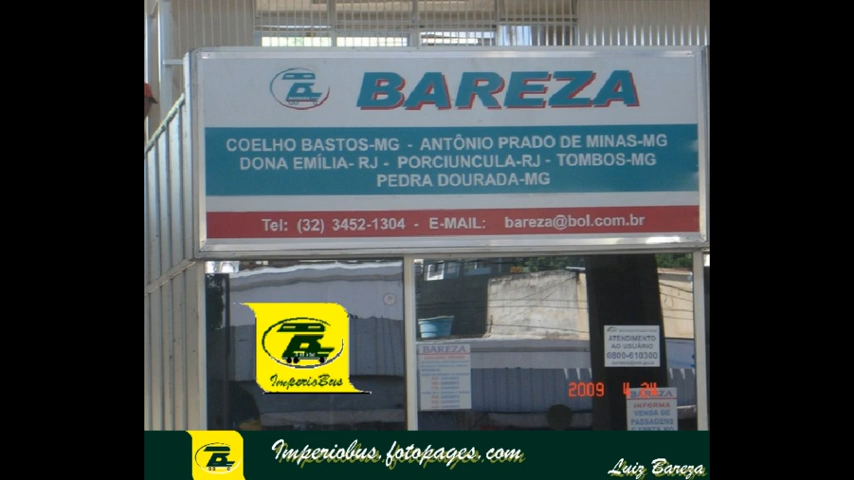 BAREZA
COELHO BASTOS-MG - ANTÔNIO PRADO DE MINAS-MG
DONA EMÍLIA- RJ - PORCIUNCULA-RJ - TOMBOS-MG
PEDRA DOURADA-MG
Tel: (32) 3452-1304 - E-MAIL: bareza@bol.com.br
ImperioBus
BAREZA
ATENDIMENTO
AO USUÁRIO
0800-610300
2009 4 24
BAREZA
INFORMA
VENDA DE
PASSAGENS
Imperiobus.fotopages.com
Luiz Bareza